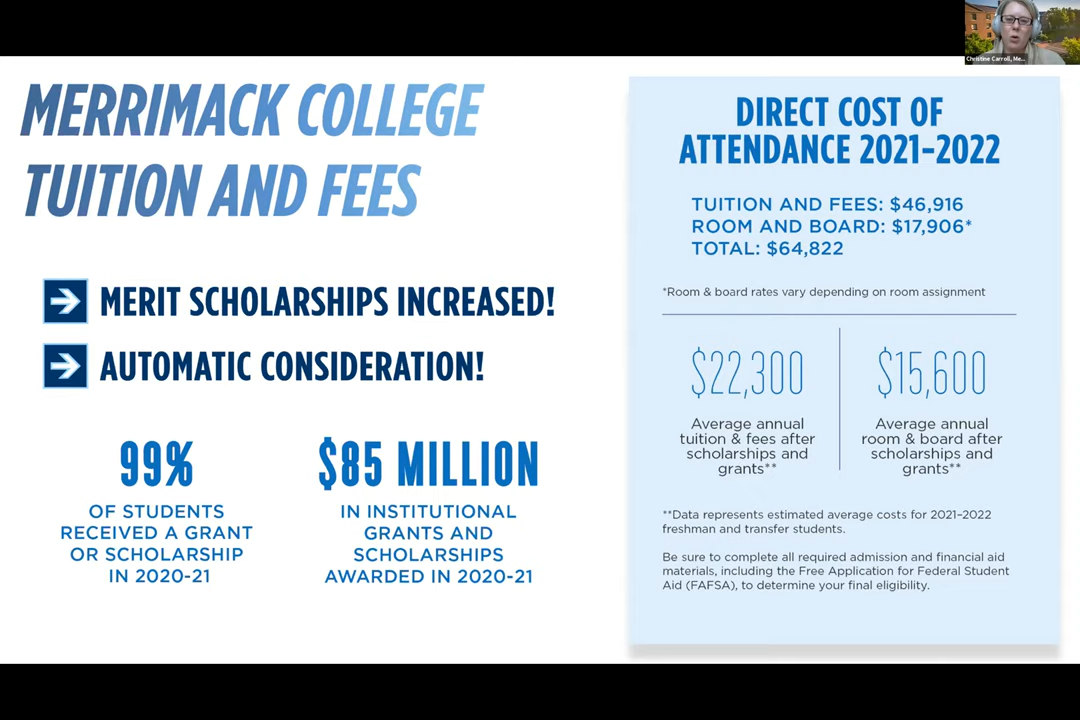 Christine Carroll, Me...
MERRIMACK COLLEGE
TUITION AND FEES
MERIT SCHOLARSHIPS INCREASED!
AUTOMATIC CONSIDERATION!
99%
OF STUDENTS
RECEIVED A GRANT
OR SCHOLARSHIP
IN 2020-21
$85 MILLION
IN INSTITUTIONAL
GRANTS AND
SCHOLARSHIPS
AWARDED IN 2020-21
DIRECT COST OF
ATTENDANCE 2021-2022
TUITION AND FEES: $46,916
ROOM AND BOARD: $17,906*
TOTAL: $64,822
*Room & board rates vary depending on room assignment
$22,300
Average annual
tuition & fees after
scholarships and
grants**
$15,600
Average annual
room & board after
scholarships and
grants**
**Data represents estimated average costs for 2021–2022
freshman and transfer students.
Be sure to complete all required admission and financial aid
materials, including the Free Application for Federal Student
Aid (FAFSA), to determine your final eligibility.